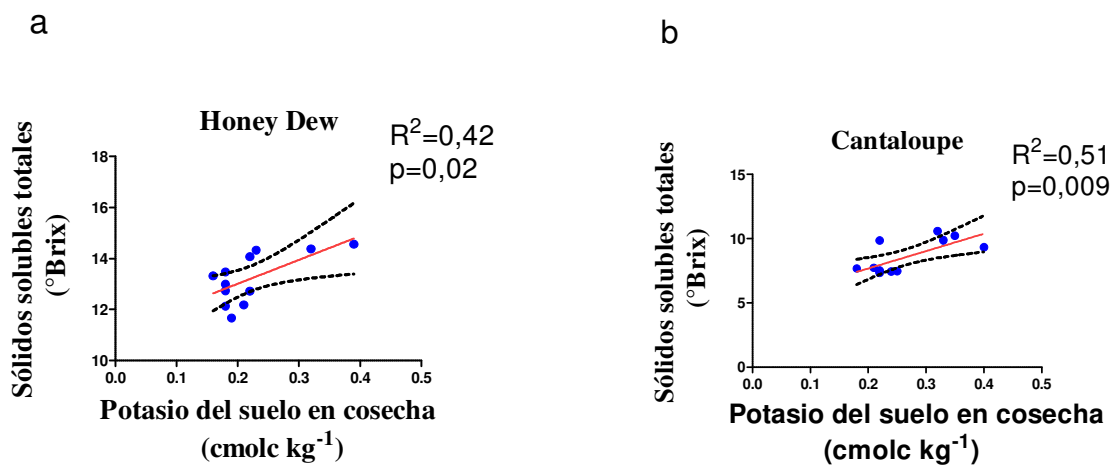 a
Honey Dew
R²=0,42
p=0,02
Sólidos solubles totales
(°Brix)
18
16
14
12
10
0.0 0.1 0.2 0.3 0.4 0.5
Potasio del suelo en cosecha
(cmolc kg⁻¹)
b
Cantaloupe
R²=0,51
p=0,009
Sólidos solubles totales
(°Brix)
15
10
5
0
0.0 0.1 0.2 0.3 0.4 0.5
Potasio del suelo en cosecha
(cmolc kg⁻¹)